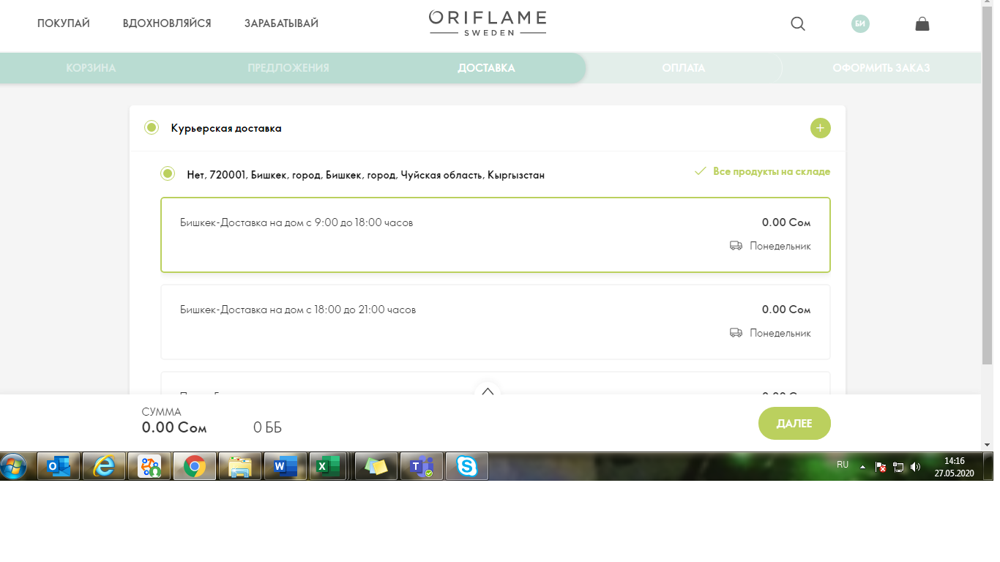 ПОКУПАЙ ВДОХНОВЛЯЙСЯ ЗАРАБАТЫВАЙ
ORIFLAME
SWEDEN
БИ
КОРЗИНА ПРЕДЛОЖЕНИЯ ДОСТАВКА ОПЛАТА ОФОРМИТЬ ЗАКАЗ
Курьерская доставка
+
Нет, 720001, Бишкек, город, Бишкек, город, Чуйская область, Кыргызстан
Все продукты на складе
Бишкек-Доставка на дом с 9:00 до 18:00 часов
0.00 Сом
Понедельник
Бишкек-Доставка на дом с 18:00 до 21:00 часов
0.00 Сом
Понедельник
СУММА
0.00 Сом 0 ББ
ДАЛЕЕ
RU
14:16
27.05.2020